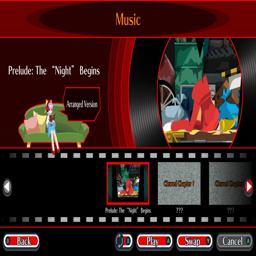 Music
Prelude: The “Night” Begins
Arranged Version
Prelude: The “Night” Begins
???
???
Back
Play
Swap
Cancel